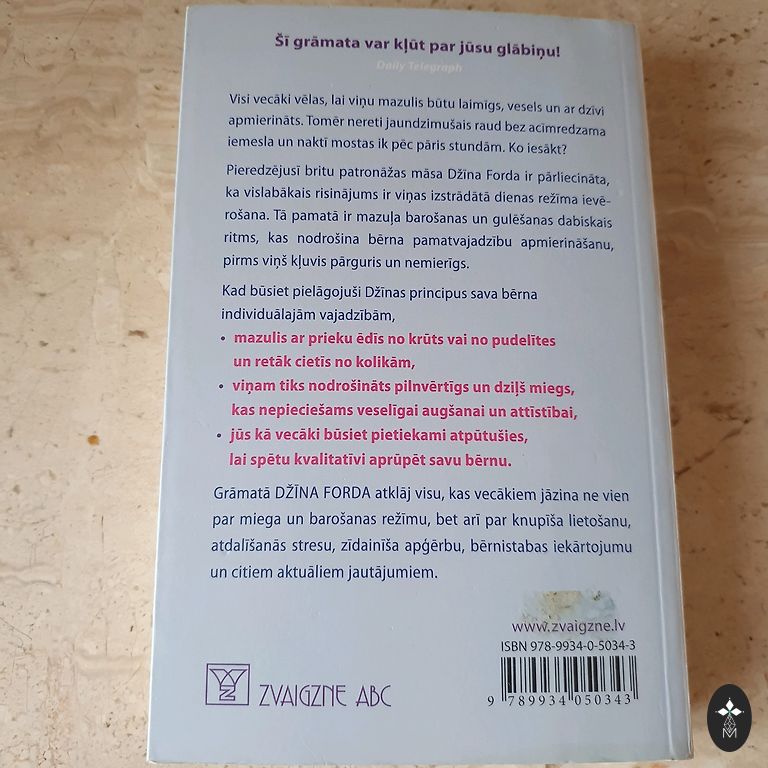 Šī grāmata var kļūt par jūsu glābiņu!
Daily Telegraph
Visi vecāki vēlas, lai viņu mazulis būtu laimīgs, vesels un ar dzīvi
apmierināts. Tomēr nereti jaundzimušais raud bez acīmredzama
iemesla un naktī mostas ik pēc pāris stundām. Ko iesākt?
Pieredzējusī britu patronāžas māsa Džīna Forda ir pārliecināta,
ka vislabākais risinājums ir viņas izstrādātā dienas režīma ievē-
rošana. Tā pamatā ir mazuļa barošanas un gulēšanas dabiskais
ritms, kas nodrošina bērna pamatvajadzību apmierināšanu,
pirms viņš kļuvis pārguris un nemierīgs.
Kad būsiet pielāgojuši Džīnas principus sava bērna
individuālajām vajadzībām,
• mazulis ar prieku ēdīs no krūts vai no pudelītes
un retāk cietīs no kolikām,
• viņam tiks nodrošināts pilnvērtīgs un dziļš miegs,
kas nepieciešams veselīgai augšanai un attīstībai,
• jūs kā vecāki būsiet pietiekami atpūtušies,
lai spētu kvalitatīvi aprūpēt savu bērnu.
Grāmatā DŽĪNA FORDA atklāj visu, kas vecākiem jāzina ne vien
par miega un barošanas režīmu, bet arī par knupīša lietošanu,
atdalīšanās stresu, zīdainīša apģērbu, bērnistabas iekārtojumu
un citiem aktuāliem jautājumiem.
www.zvaigzne.lv
ISBN 978-9934-0-5034-3
9 789934 050343
ZVAIGZNE ABC
M